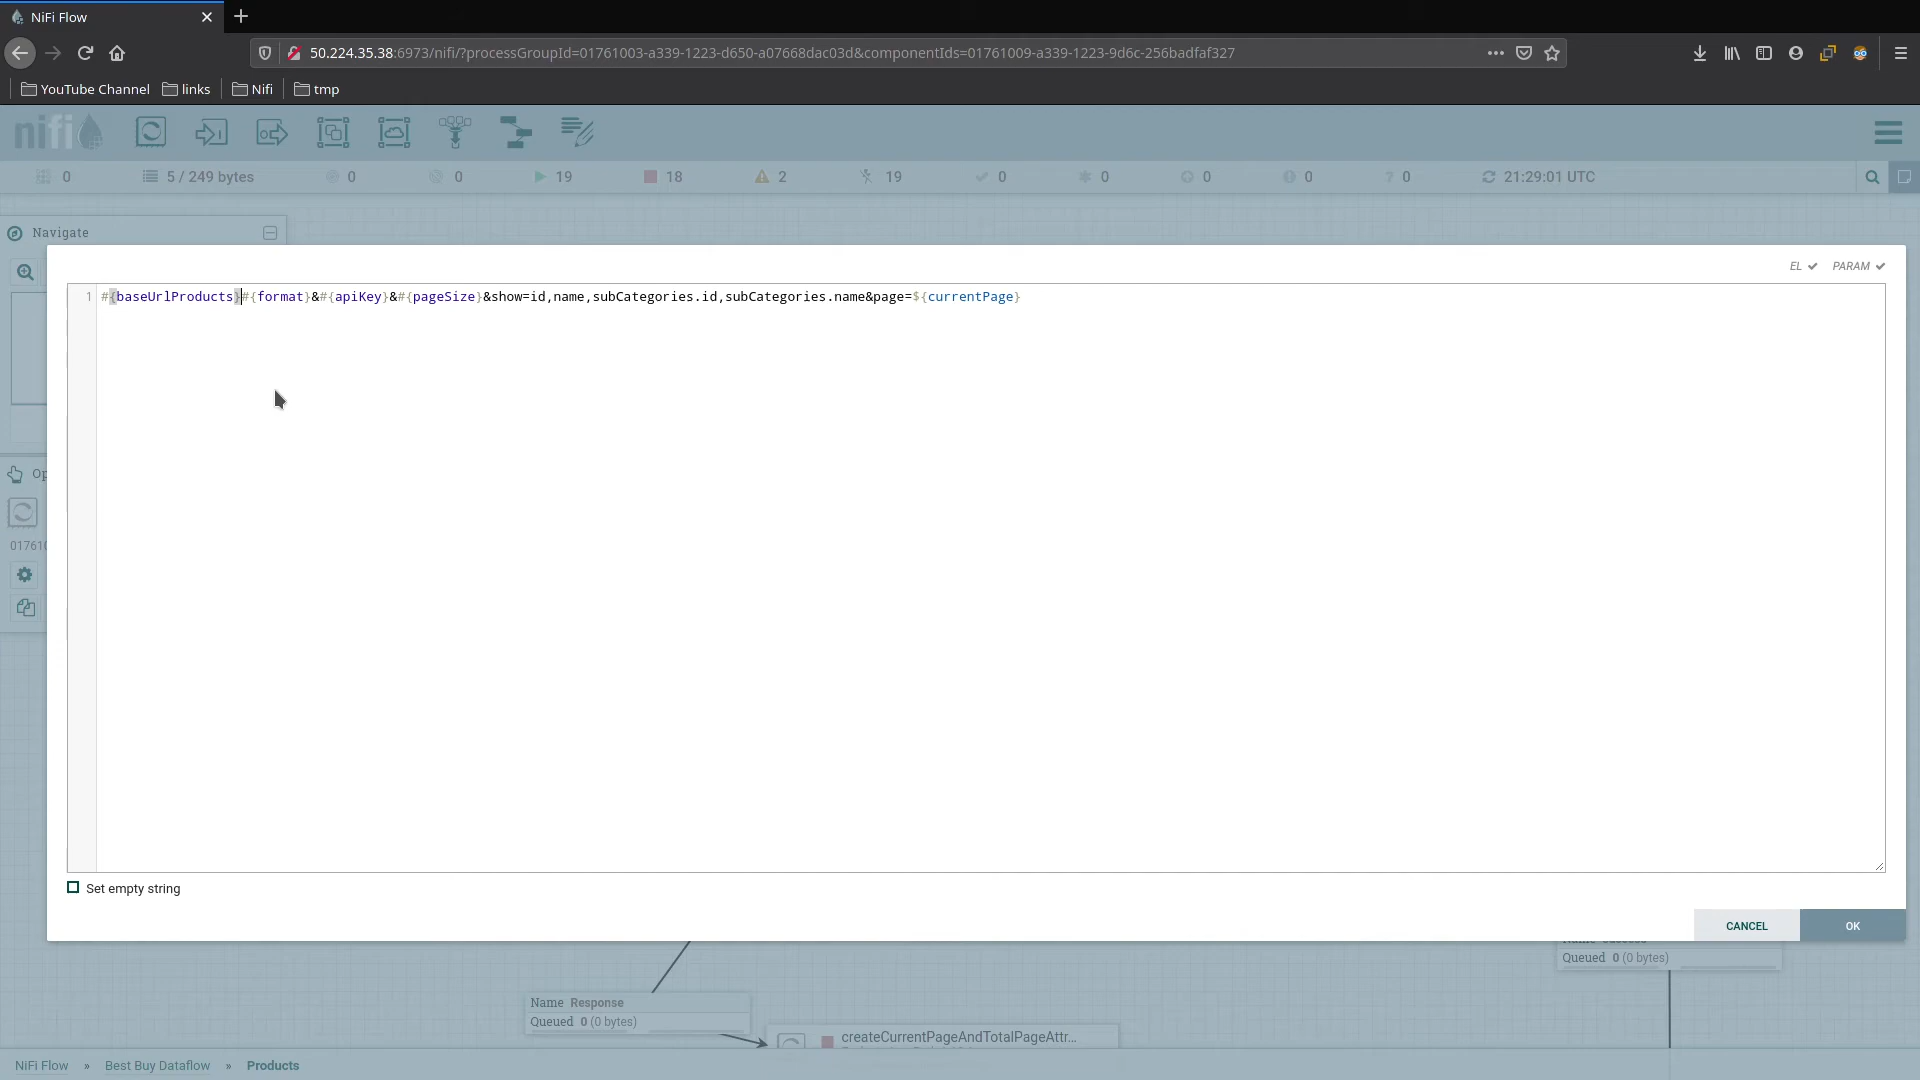 NiFi Flow
50.224.35.38:6973/nifi/?processGroupId=01761003-a339-1223-d650-a07668dac03d&componentIds=01761009-a339-1223-9d6c-256badfaf327
YouTube Channel links Nifi tmp
nifi
0 5 / 249 bytes 0 0 19 18 2 19 0 0 0 0 ? 0 21:29:01 UTC
Navigate
EL PARAM
1 #{baseUrlProducts}#{format}&#{apiKey}&#{pageSize}&show=id,name,subCategories.id,subCategories.name&page=${currentPage}
Op
01761
Set empty string
CANCEL OK
Queued 0 (0 bytes)
Name Response
Queued 0 (0 bytes)
createCurrentPageAndTotalPageAttr...
NiFi Flow » Best Buy Dataflow » Products